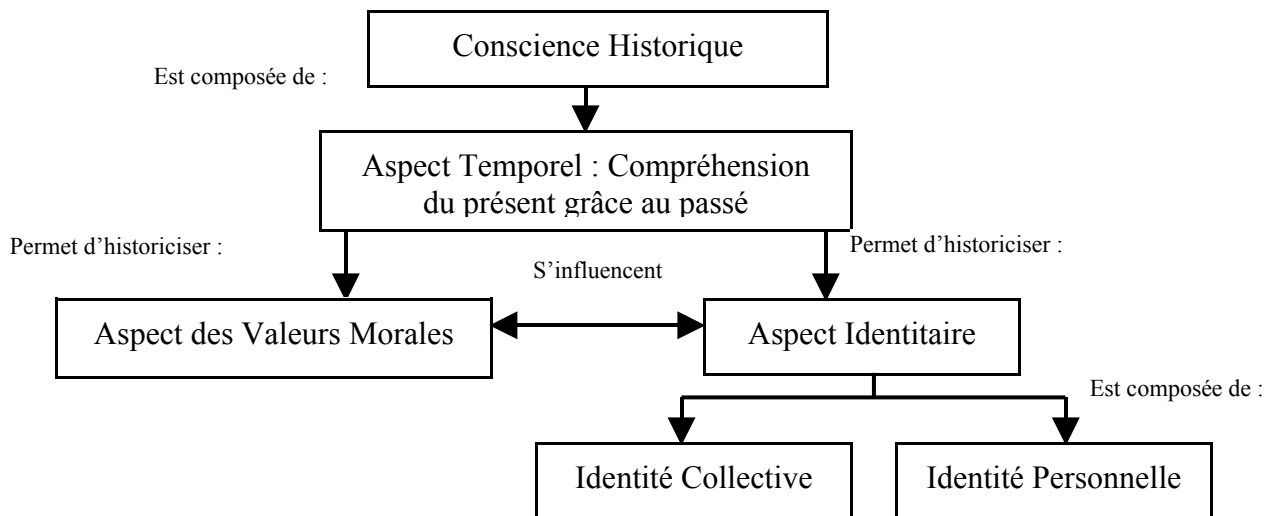 Conscience Historique
Est composée de :
Aspect Temporel : Compréhension
du présent grâce au passé
Permet d’historiciser :
Permet d’historiciser :
S’influencent
Aspect des Valeurs Morales
Aspect Identitaire
Est composée de :
Identité Collective
Identité Personnelle